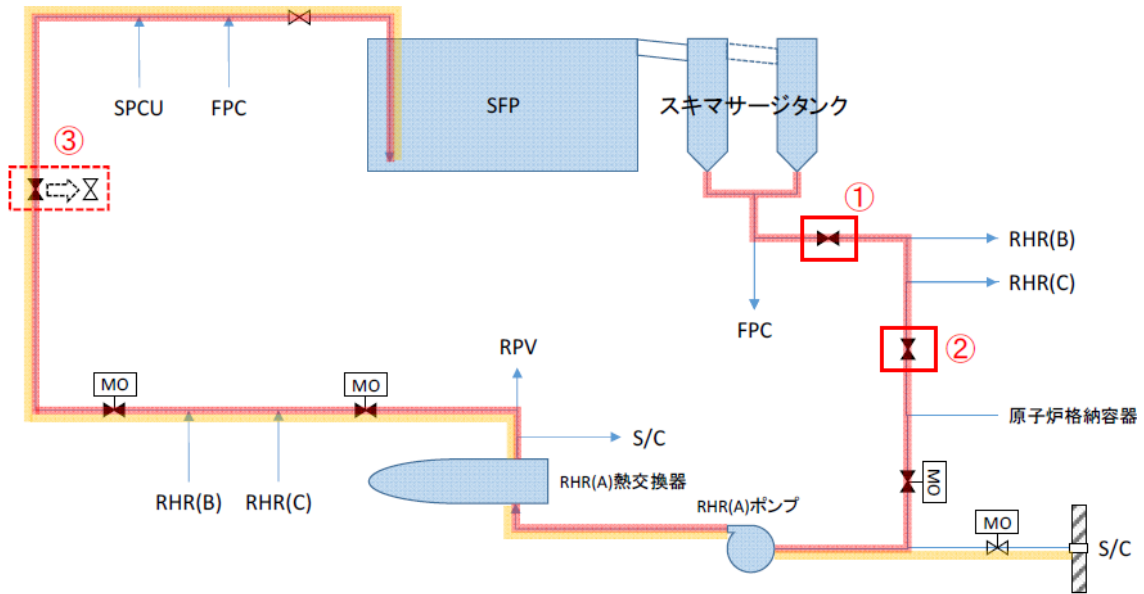 SPCU
FPC
SFP
スキマサージタンク
③
①
RHR(B)
RHR(C)
FPC
②
RPV
MO
MO
S/C
原子炉格納容器
RHR(B)
RHR(C)
RHR(A)熱交換器
RHR(A)ポンプ
MO
MO
S/C